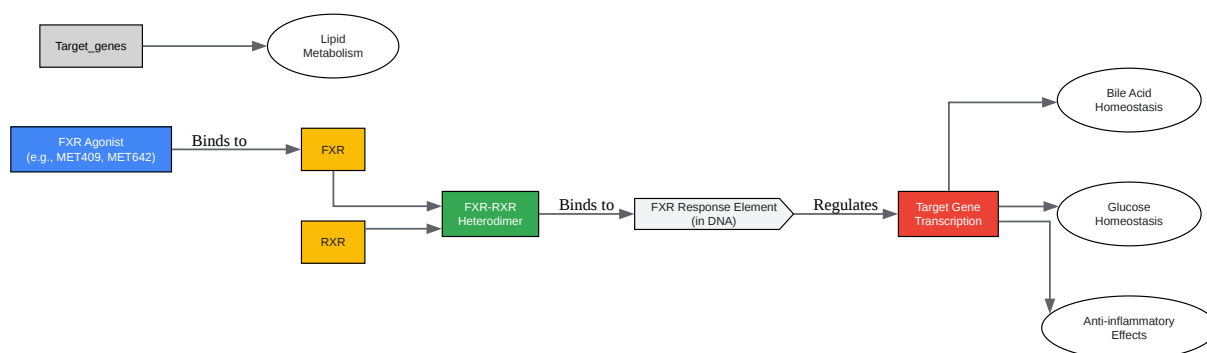 Target_genes
Lipid
Metabolism
FXR Agonist
(e.g., MET409, MET642)
Binds to
FXR
RXR
FXR-RXR
Heterodimer
Binds to
FXR Response Element
(in DNA)
Regulates
Target Gene
Transcription
Bile Acid
Homeostasis
Glucose
Homeostasis
Anti-inflammatory
Effects